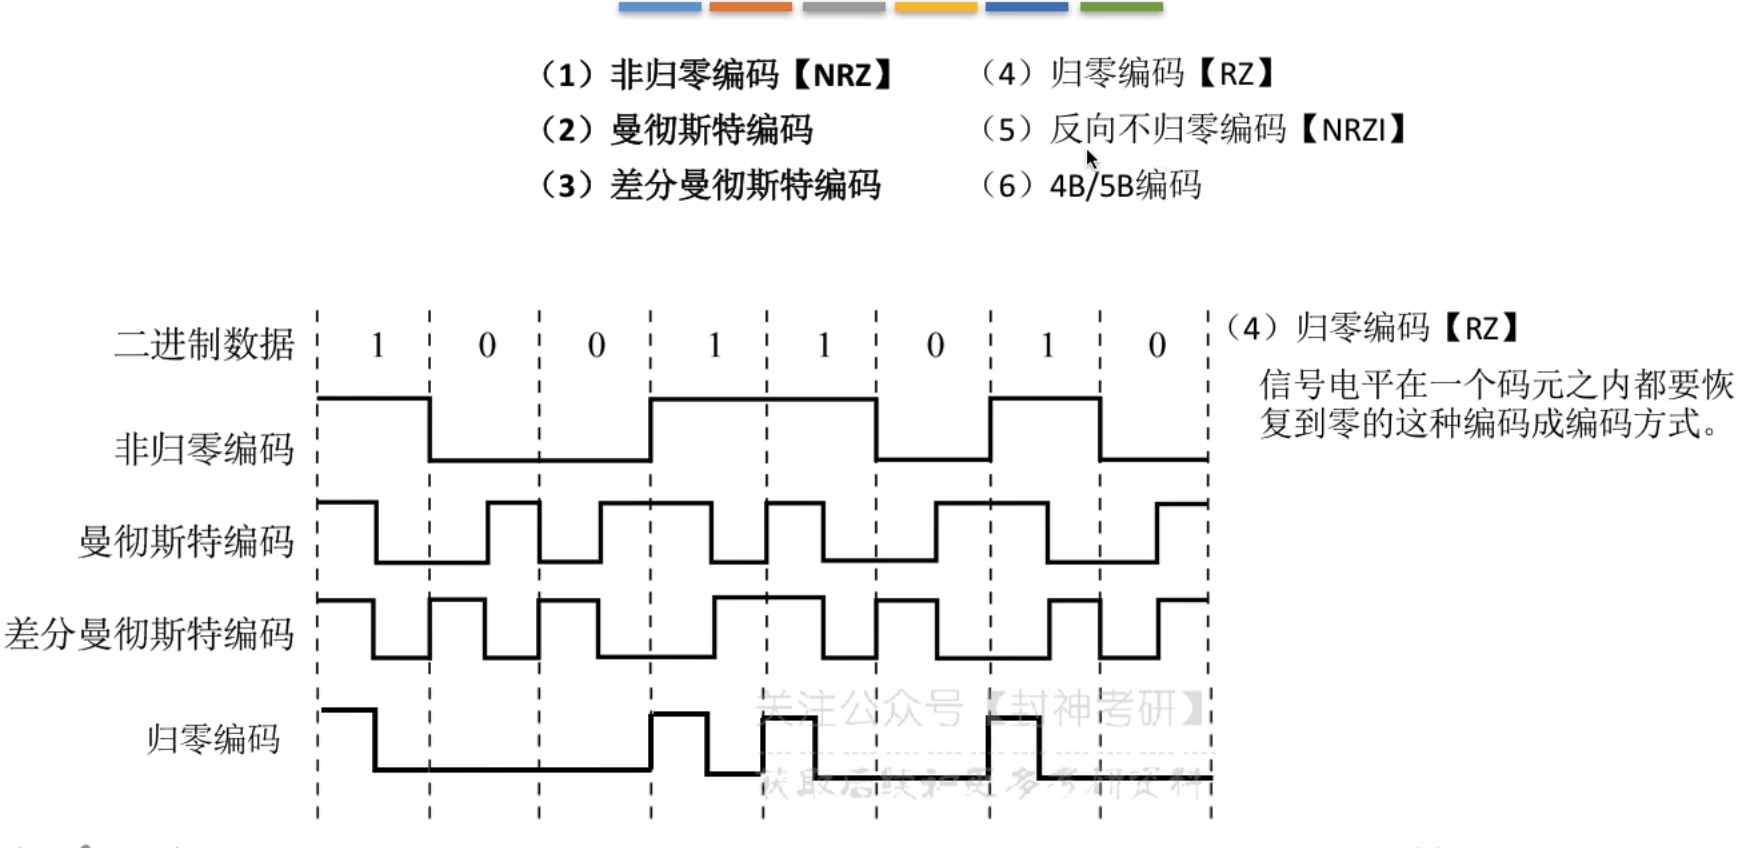 （1）非归零编码【NRZ】
（2）曼彻斯特编码
（3）差分曼彻斯特编码
（4）归零编码【RZ】
（5）反向不归零编码【NRZI】
（6）4B/5B编码
二进制数据 1 0 0 1 1 0 1 0
非归零编码
曼彻斯特编码
差分曼彻斯特编码
归零编码
（4）归零编码【RZ】
信号电平在一个码元之内都要恢
复到零的这种编码成编码方式。
关注公众号【封神考研】
获取后续和更多考研资料